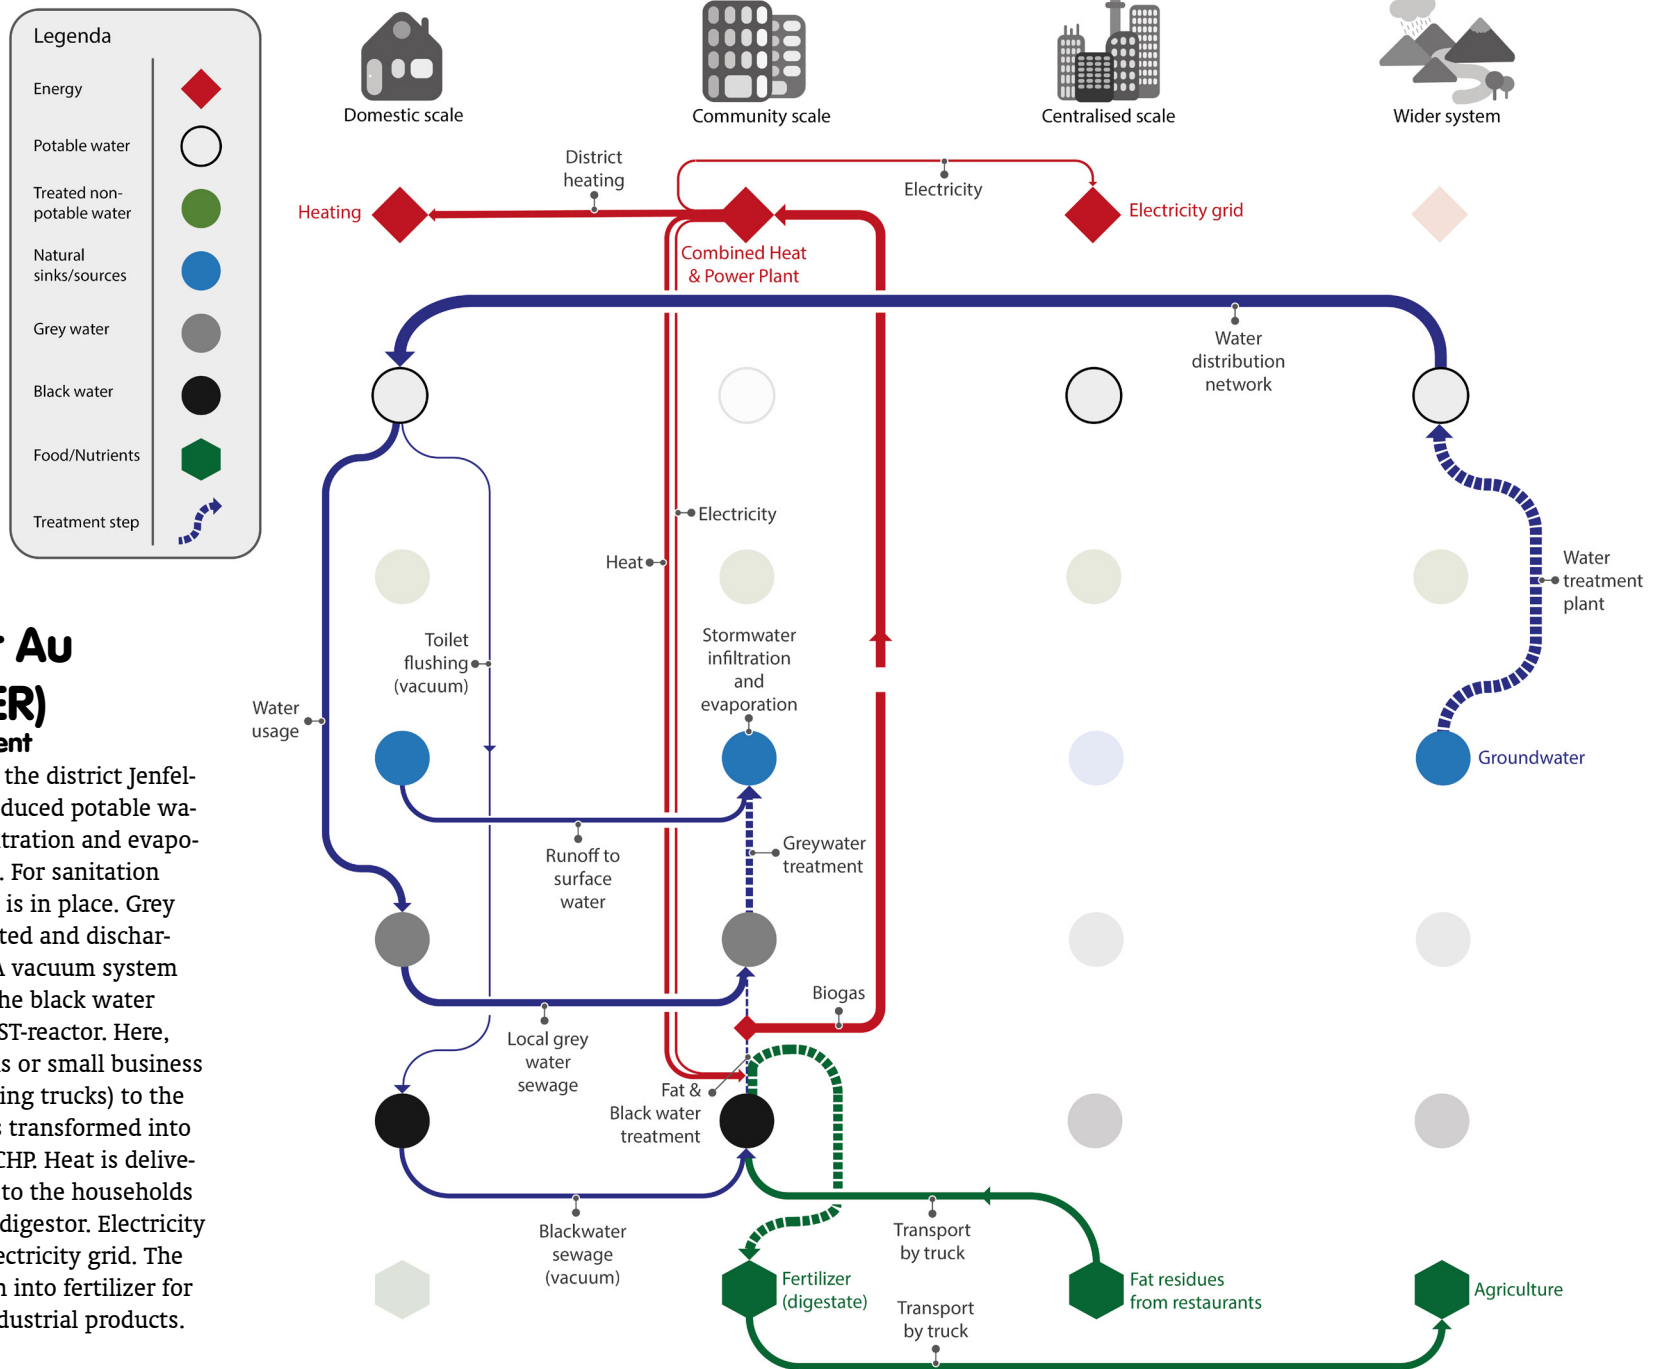 Legenda
Energy
Potable water
Treated non-
potable water
Natural
sinks/sources
Grey water
Black water
Food/Nutrients
Treatment step
Domestic scale
Community scale
Centralised scale
Wider system
District
heating
Electricity
Heating
Electricity grid
Combined Heat
& Power Plant
Water
distribution
network
Electricity
Heat
Water
treatment
plant
Toilet
flushing
(vacuum)
Stormwater
infiltration
and
evaporation
Water
usage
Groundwater
Runoff to
surface
water
Greywater
treatment
Biogas
Local grey
water
sewage
Fat &
Black water
treatment
Blackwater
sewage
(vacuum)
Transport
by truck
Fertilizer
(digestate)
Fat residues
from restaurants
Agriculture
Transport
by truck
Au
ER)
ent
the district Jenfel-
duced potable wa-
tration and evapo-
. For sanitation
is in place. Grey
ted and dischar-
A vacuum system
he black water
ST-reactor. Here,
s or small business
ing trucks) to the
s transformed into
CHP. Heat is delive-
to the households
digestor. Electricity
ectricity grid. The
n into fertilizer for
dustrial products.